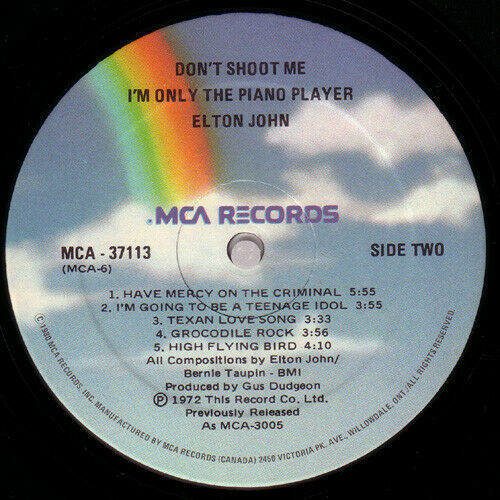 DON'T SHOOT ME
I'M ONLY THE PIANO PLAYER
ELTON JOHN
.MCA RECORDS
MCA - 37113
(MCA-6)
SIDE TWO
1. HAVE MERCY ON THE CRIMINAL 5:55
2. I'M GOING TO BE A TEENAGE IDOL 3:55
3. TEXAN LOVE SONG 3:33
4. GROCODILE ROCK 3:56
5. HIGH FLYING BIRD 4:10
All Compositions by Elton John/
Bernie Taupin - BMI
Produced by Gus Dudgeon
Ⓟ 1972 This Record Co. Ltd.
Previously Released
As MCA-3005
© 1980 MCA RECORDS, INC. MANUFACTURED BY MCA RECORDS (CANADA) 2450 VICTORIA PK. AVE., WILLOWDALE, ONT./ALL RIGHTS RESERVED